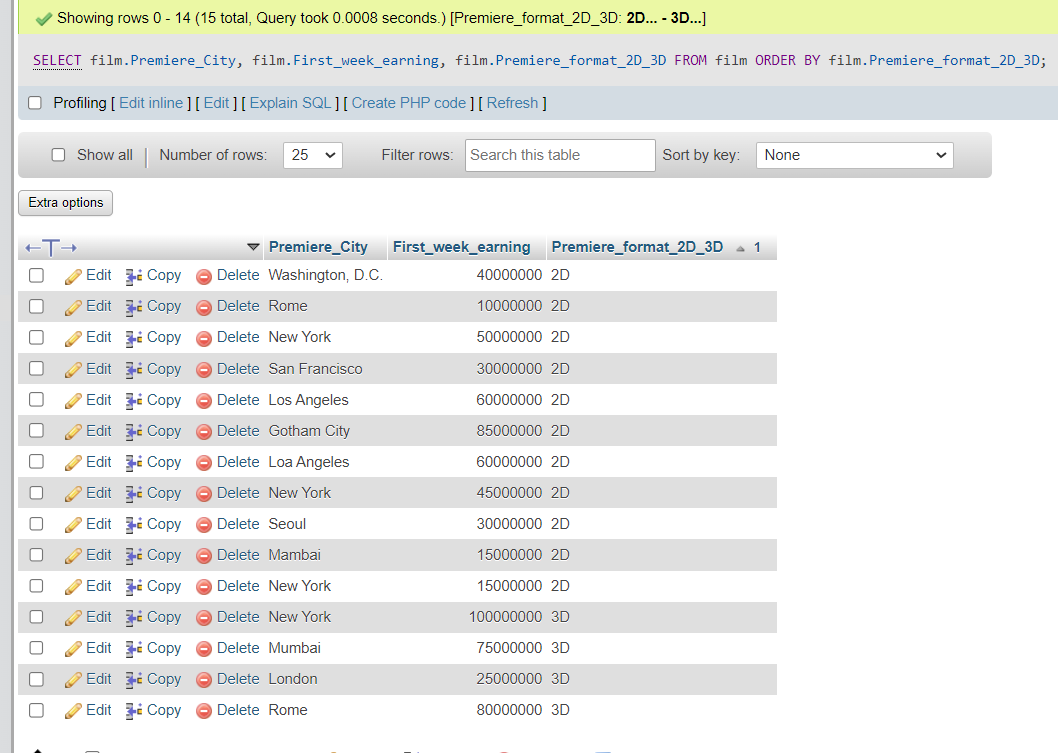 Showing rows 0 - 14 (15 total, Query took 0.0008 seconds.) [Premiere_format_2D_3D: 2D... - 3D...]
SELECT film.Premiere_City, film.First_week_earning, film.Premiere_format_2D_3D FROM film ORDER BY film.Premiere_format_2D_3D;
Profiling [ Edit inline ] [ Edit ] [ Explain SQL ] [ Create PHP code ] [ Refresh ]
Show all | Number of rows: 25 Filter rows: Search this table Sort by key: None
Extra options
←T→ Premiere_City First_week_earning Premiere_format_2D_3D 1
Edit Copy Delete Washington, D.C. 40000000 2D
Edit Copy Delete Rome 10000000 2D
Edit Copy Delete New York 50000000 2D
Edit Copy Delete San Francisco 30000000 2D
Edit Copy Delete Los Angeles 60000000 2D
Edit Copy Delete Gotham City 85000000 2D
Edit Copy Delete Loa Angeles 60000000 2D
Edit Copy Delete New York 45000000 2D
Edit Copy Delete Seoul 30000000 2D
Edit Copy Delete Mambai 15000000 2D
Edit Copy Delete New York 15000000 2D
Edit Copy Delete New York 100000000 3D
Edit Copy Delete Mumbai 75000000 3D
Edit Copy Delete London 25000000 3D
Edit Copy Delete Rome 80000000 3D